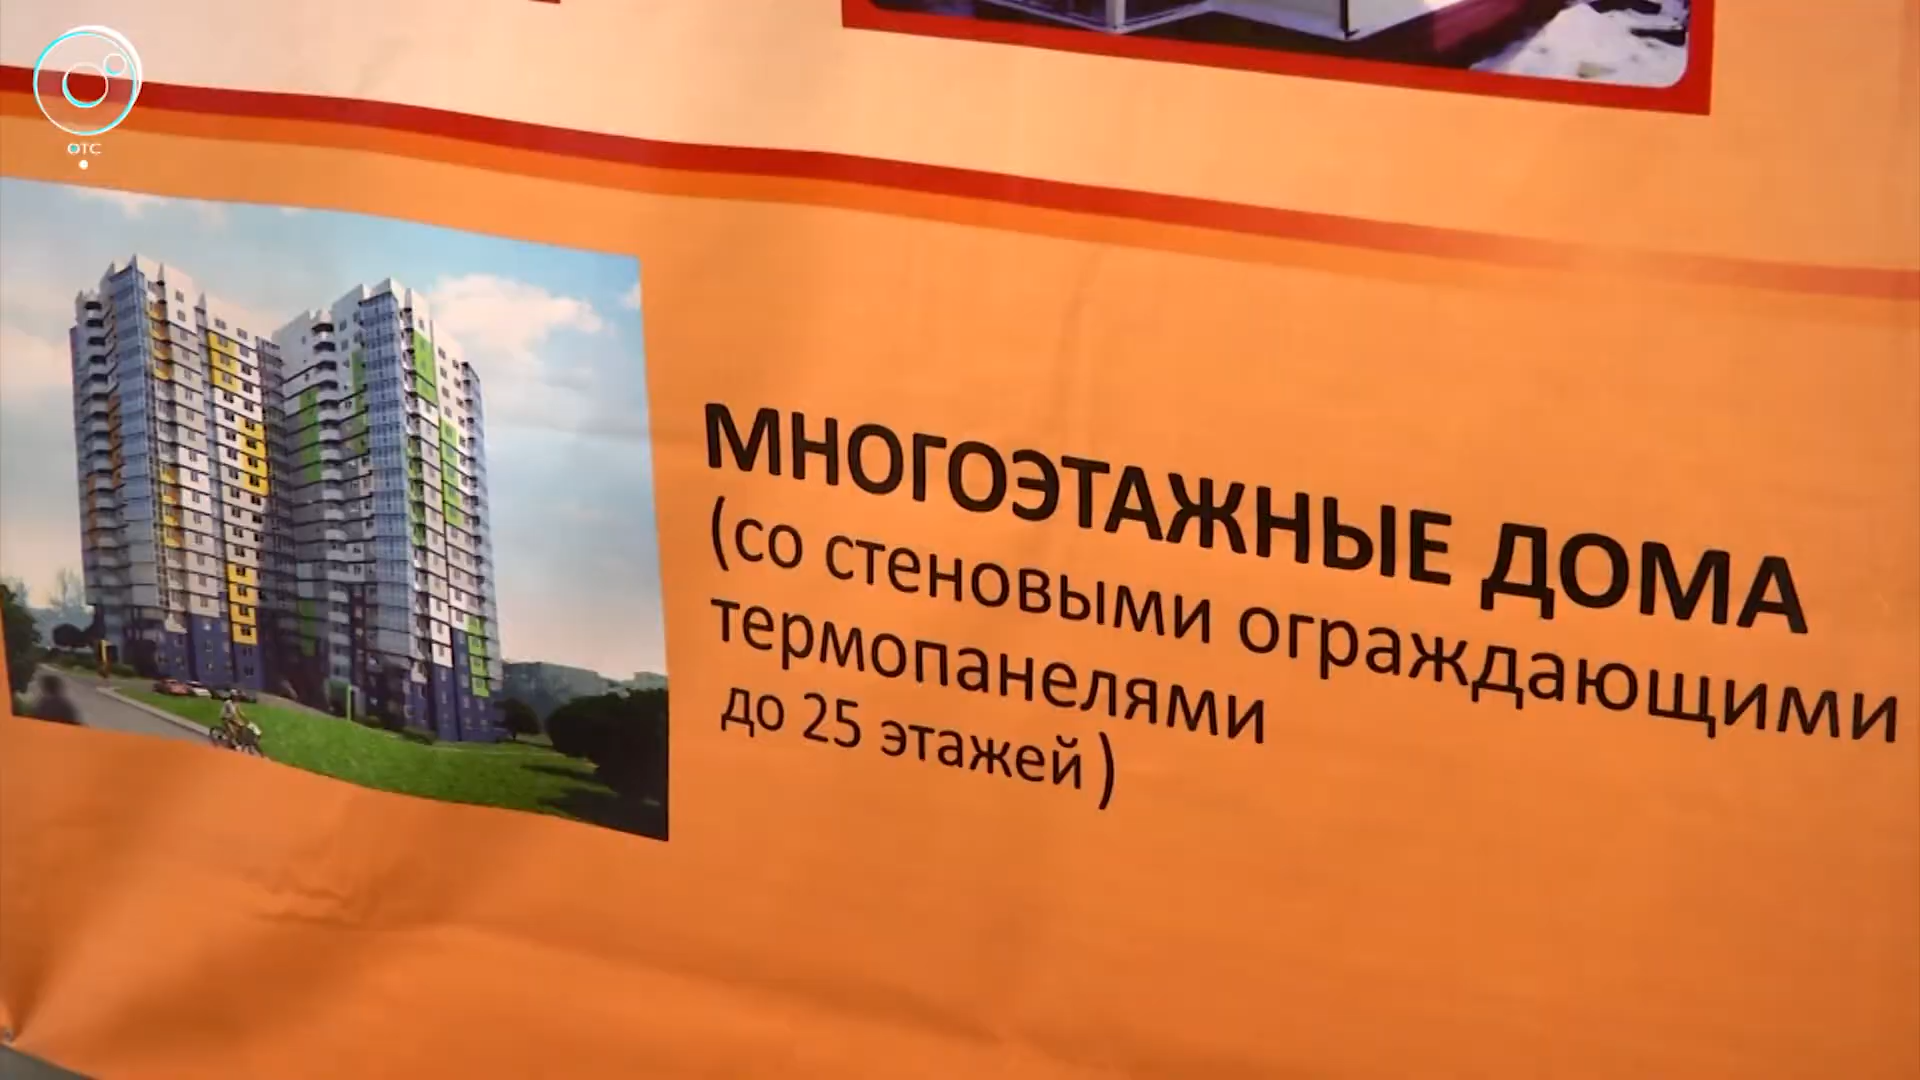 ОТС
МНОГОЭТАЖНЫЕ ДОМА
(со стеновыми ограждающими
термопанелями
до 25 этажей)